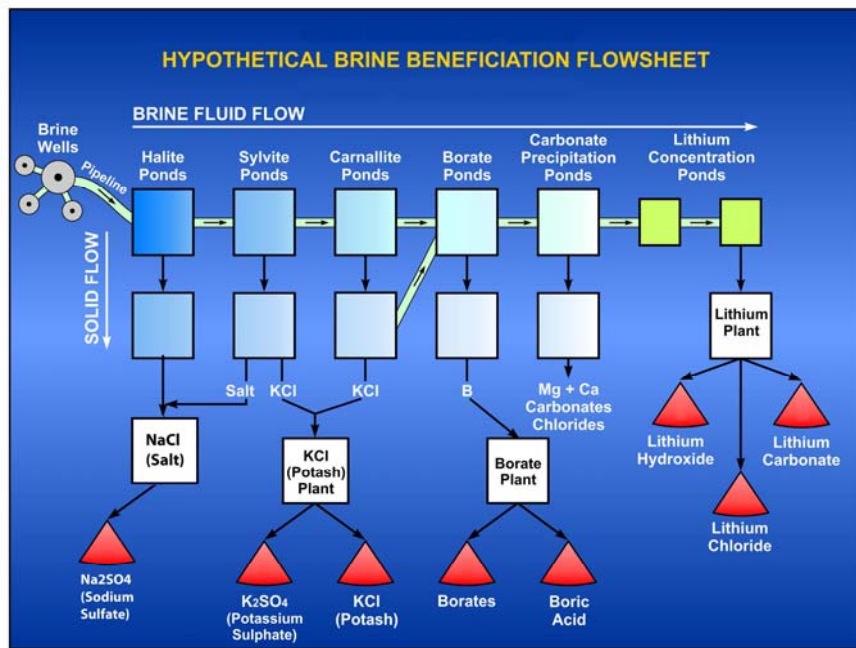 HYPOTHETICAL BRINE BENEFICIATION FLOWSHEET
BRINE FLUID FLOW
Brine
Wells
Pipeline
Halite
Ponds
Sylvite
Ponds
Carnallite
Ponds
Borate
Ponds
Carbonate
Precipitation
Ponds
Lithium
Concentration
Ponds
SOLID FLOW
Salt
KCl
KCl
B
Mg + Ca
Carbonates
Chlorides
Lithium
Plant
NaCl
(Salt)
KCl
(Potash)
Plant
Borate
Plant
Lithium
Hydroxide
Lithium
Carbonate
Lithium
Chloride
Na2SO4
(Sodium
Sulfate)
K₂SO₄
(Potassium
Sulphate)
KCl
(Potash)
Borates
Boric
Acid